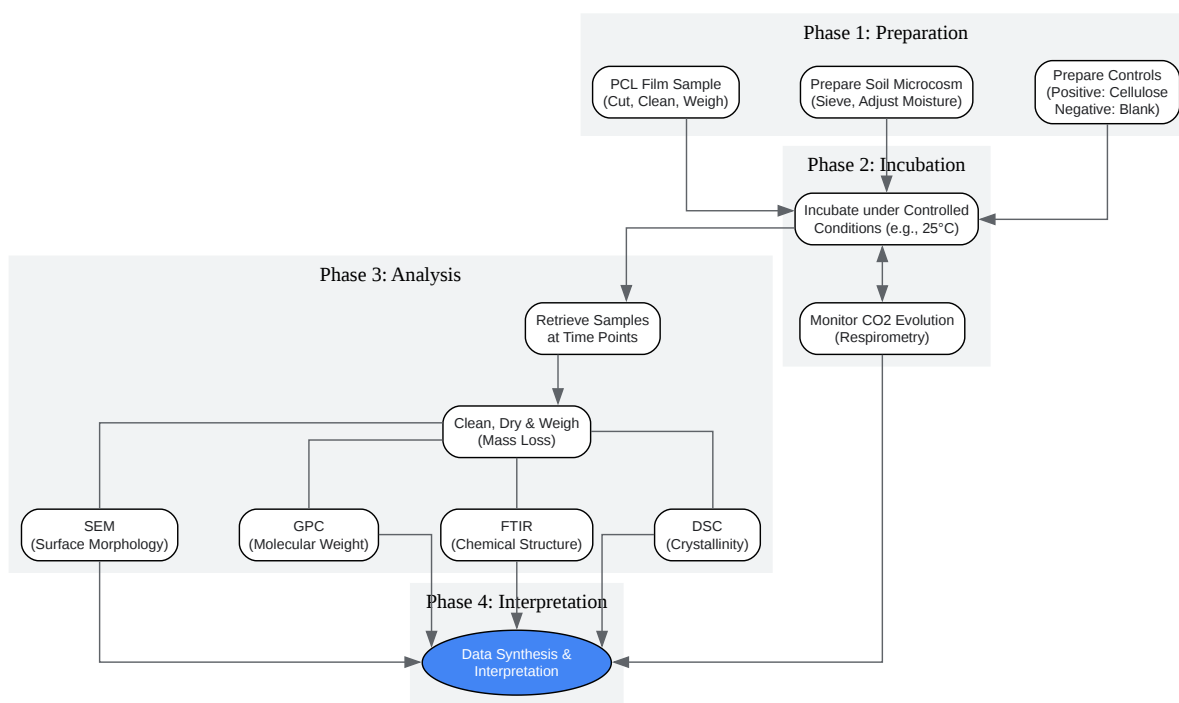 Phase 1: Preparation
PCL Film Sample
(Cut, Clean, Weigh)
Prepare Soil Microcosm
(Sieve, Adjust Moisture)
Prepare Controls
(Positive: Cellulose
Negative: Blank)
Phase 2: Incubation
Incubate under Controlled
Conditions (e.g., 25°C)
Monitor CO2 Evolution
(Respirometry)
Phase 3: Analysis
Retrieve Samples
at Time Points
Clean, Dry & Weigh
(Mass Loss)
SEM
(Surface Morphology)
GPC
(Molecular Weight)
FTIR
(Chemical Structure)
DSC
(Crystallinity)
Phase 4: Interpretation
Data Synthesis &
Interpretation